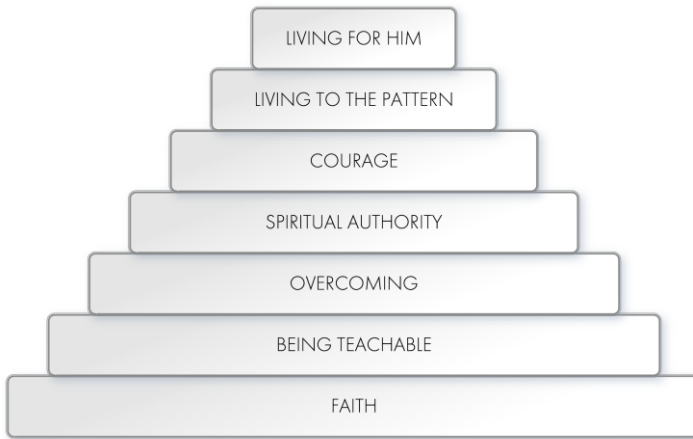 LIVING FOR HIM
LIVING TO THE PATTERN
COURAGE
SPIRITUAL AUTHORITY
OVERCOMING
BEING TEACHABLE
FAITH